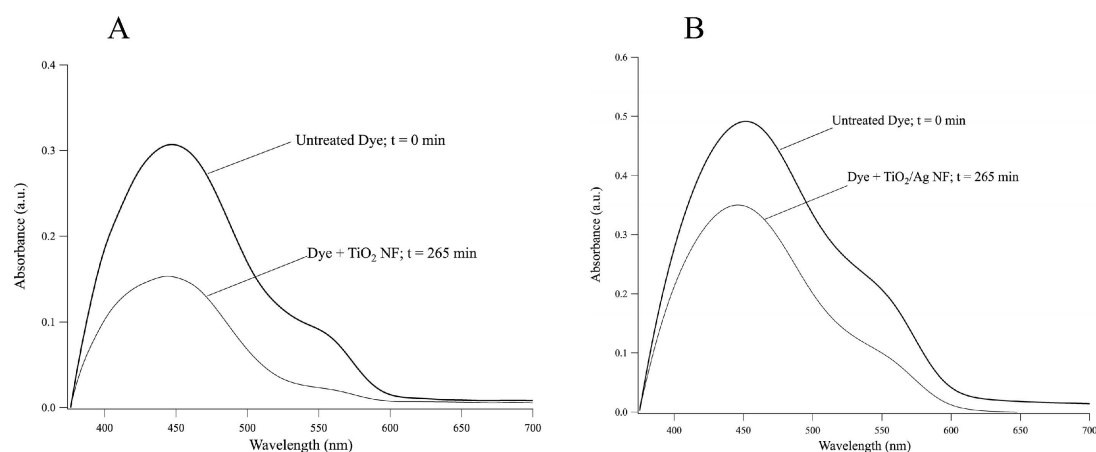 A
0.4
0.3
0.2
0.1
0.0
Absorbance (a.u.)
Untreated Dye; t = 0 min
Dye + TiO₂ NF; t = 265 min
400 450 500 550 600 650 700
Wavelength (nm)
B
0.6
0.5
0.4
0.3
0.2
0.1
0.0
Absorbance (a.u.)
Untreated Dye; t = 0 min
Dye + TiO₂/Ag NF; t = 265 min
400 450 500 550 600 650 700
Wavelength (nm)